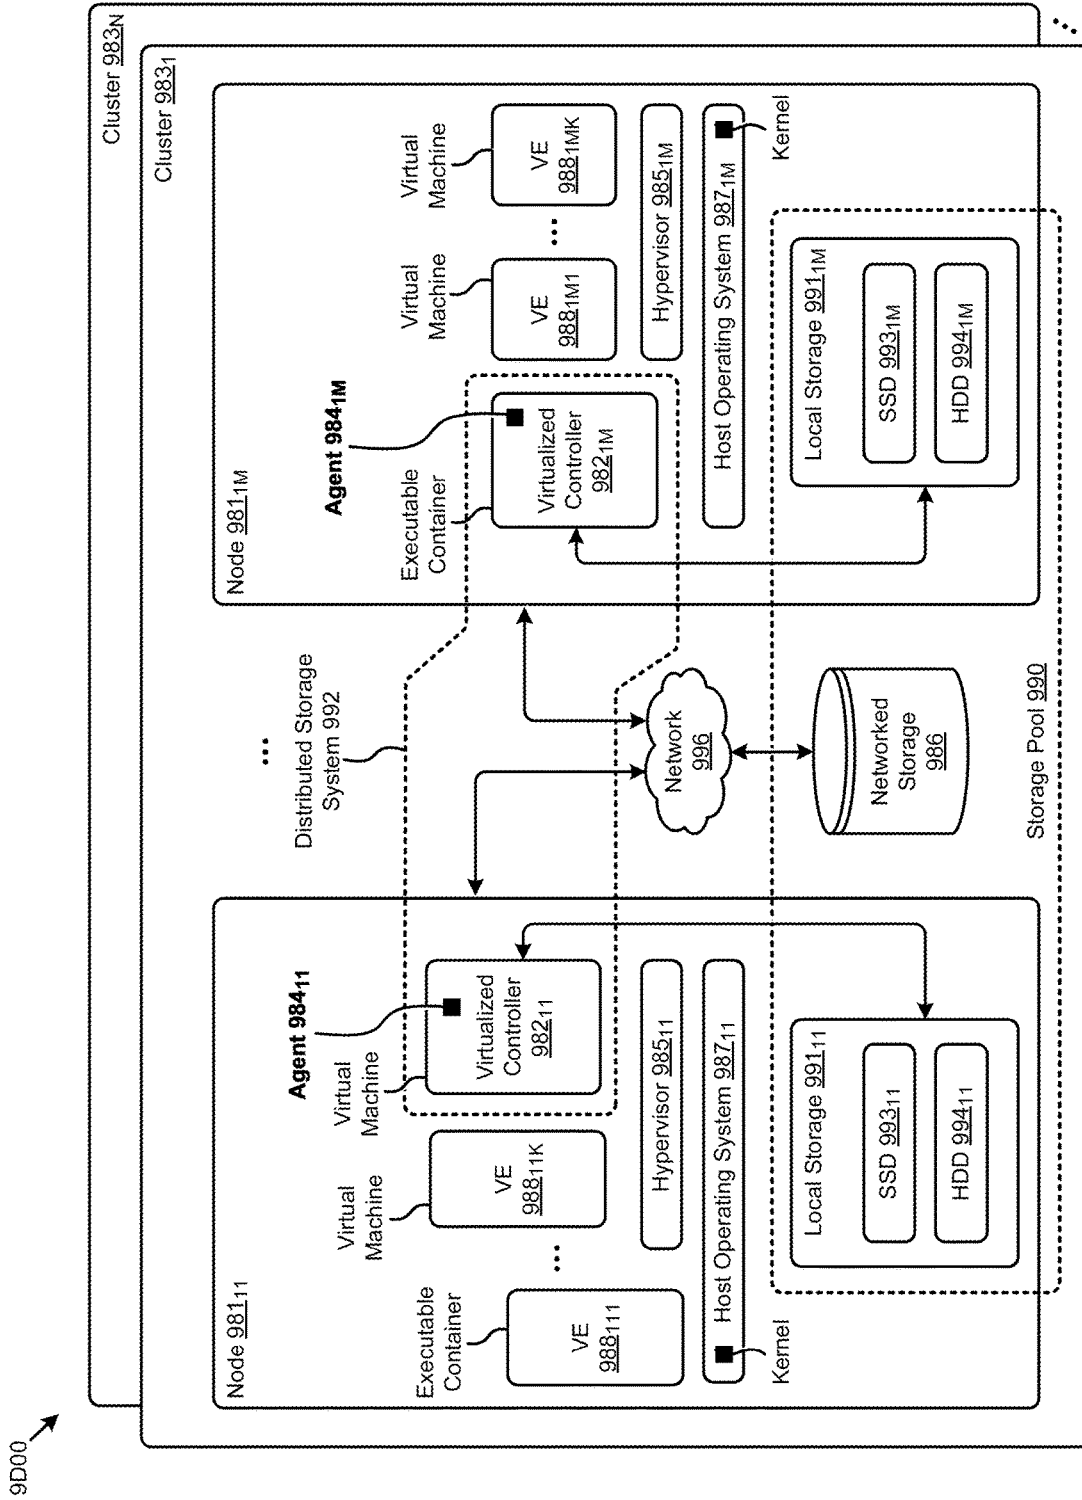 9D00
Cluster 983N
Cluster 9831
Node 98111
Agent 98411
Virtual
Machine
Virtualized
Controller
98211
Virtual
Machine
VE
98811K
...
Executable
Container
VE
988111
Hypervisor 98511
Host Operating System 98711
Kernel
Local Storage 99111
SSD 99311
HDD 99411
...
Distributed Storage
System 992
Network
996
Networked
Storage
986
Storage Pool 990
Node 9811M
Agent 9841M
Executable
Container
Virtualized
Controller
9821M
Virtual
Machine
VE
9881M1
...
Virtual
Machine
VE
9881MK
Hypervisor 9851M
Host Operating System 9871M
Kernel
Local Storage 9911M
SSD 9931M
HDD 9941M
...